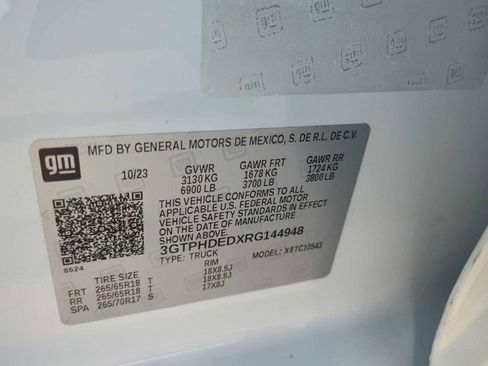 gm
gm MFD BY GENERAL MOTORS DE MEXICO, S. DE R.L. DE C.V.
10/23 GVWR GAWR FRT GAWR RR
3130 KG 1678 KG 1724 KG
6900 LB 3700 LB 3800 LB
THIS VEHICLE CONFORMS TO ALL
APPLICABLE U.S. FEDERAL MOTOR
VEHICLE SAFETY STANDARDS IN EFFECT
ON THE DATE OF MANUFACTURE
SHOWN ABOVE.
3GTPHDEDXRG144948
8624 TYPE: TRUCK MODEL: X8TC10543
TIRE SIZE RIM
FRT 265/65R18 T 18X8.5J
RR 265/65R18 T 18X8.5J
SPA 265/70R17 S 17X8J